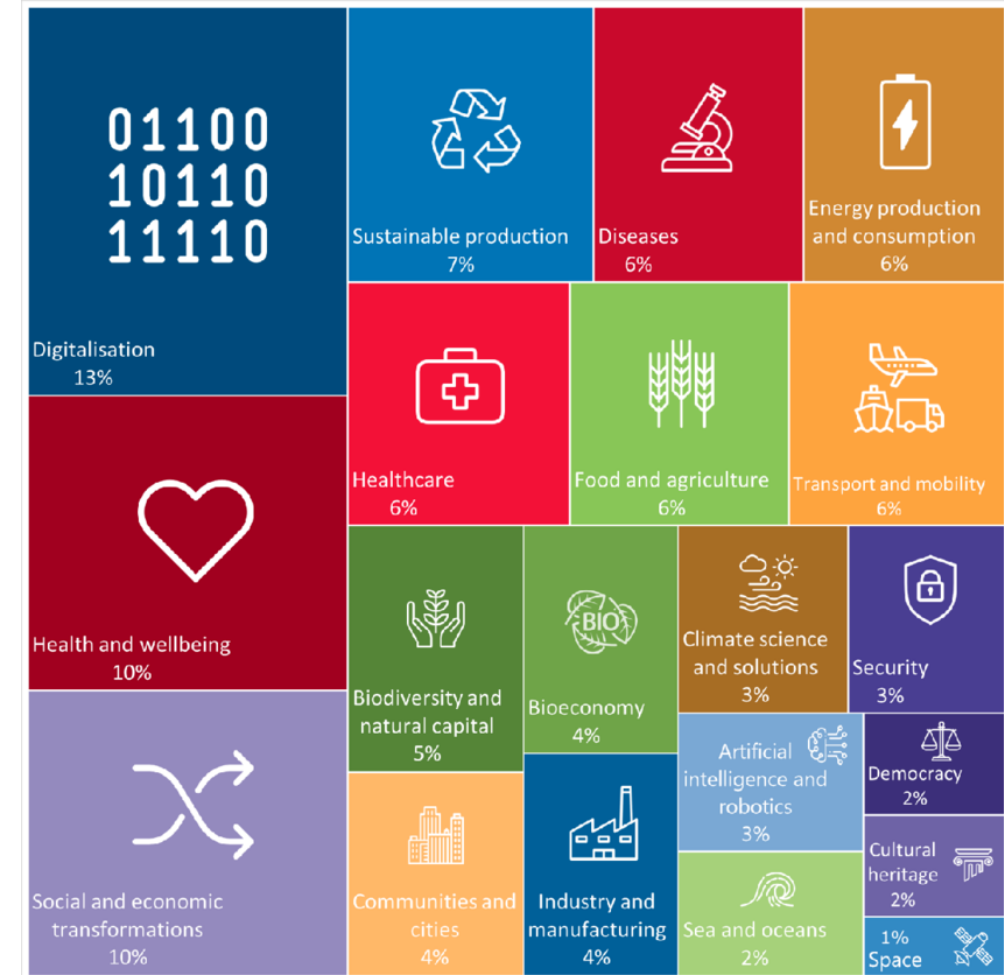 01100
10110
11110
Digitalisation
13%
Sustainable production
7%
Diseases
6%
Energy production
and consumption
6%
Healthcare
6%
Food and agriculture
6%
Transport and mobility
6%
Health and wellbeing
10%
Biodiversity and
natural capital
5%
BIO
Bioeconomy
4%
Climate science
and solutions
3%
Security
3%
Artificial
intelligence and
robotics
3%
Democracy
2%
Cultural
heritage
2%
Social and economic
transformations
10%
Communities and
cities
4%
Industry and
manufacturing
4%
Sea and oceans
2%
1%
Space